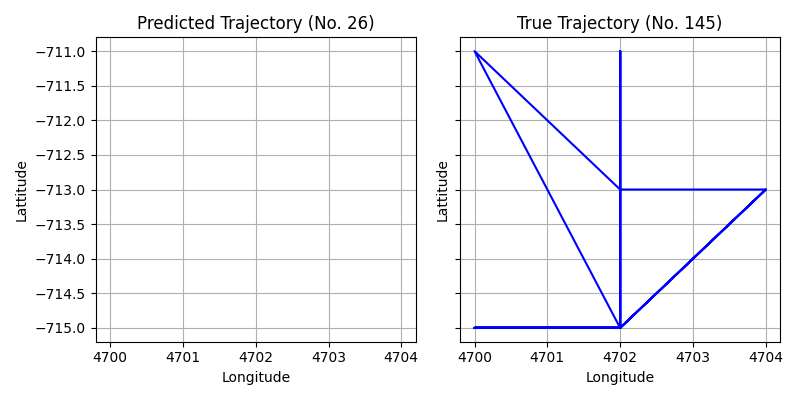 Predicted Trajectory (No. 26)
−711.0
−711.5
−712.0
−712.5
−713.0
−713.5
−714.0
−714.5
−715.0
Lattitude
4700 4701 4702 4703 4704
Longitude
True Trajectory (No. 145)
Lattitude
4700 4701 4702 4703 4704
Longitude